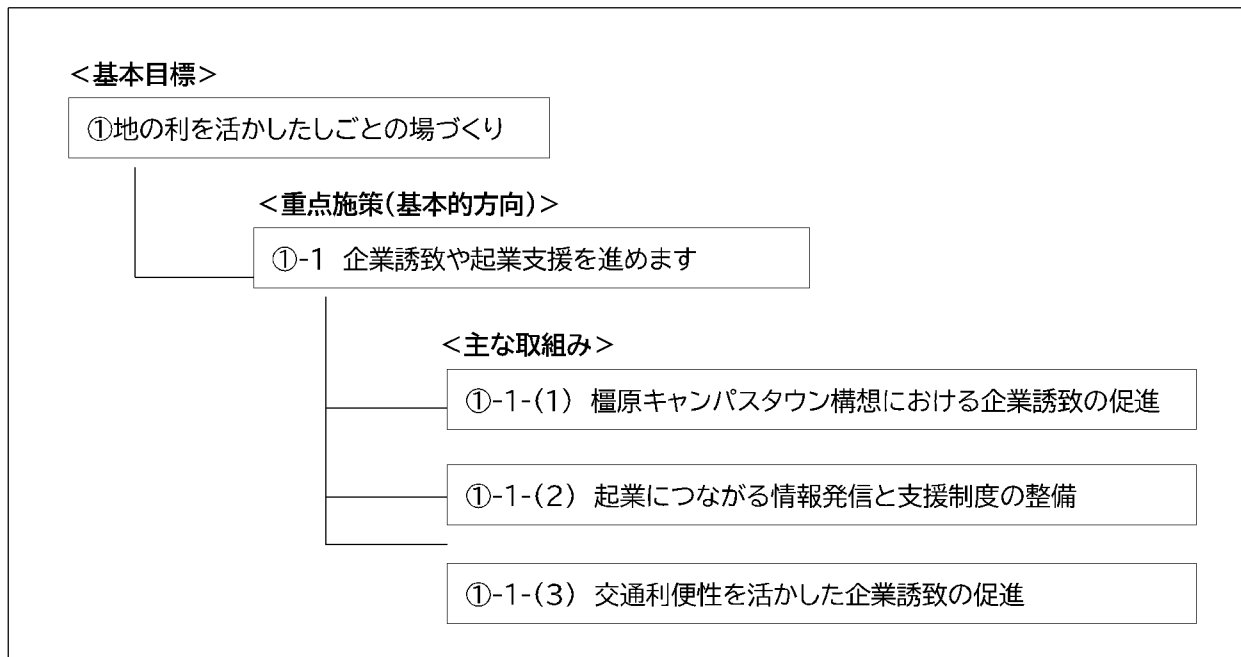 ＜基本目標＞
①地の利を活かしたしごとの場づくり
＜重点施策(基本的方向)＞
①-1 企業誘致や起業支援を進めます
＜主な取組み＞
①-1-(1) 橿原キャンパスタウン構想における企業誘致の促進
①-1-(2) 起業につながる情報発信と支援制度の整備
①-1-(3) 交通利便性を活かした企業誘致の促進